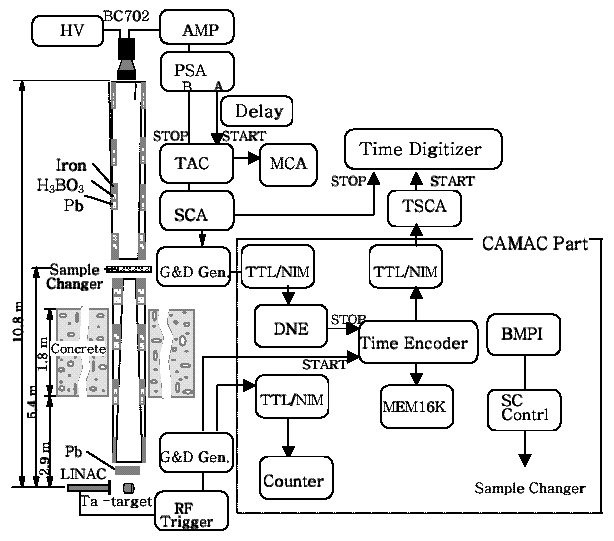 HV
BC702
AMP
PSA
B A
Delay
STOP START
TAC
MCA
Time Digitizer
STOP START
Iron
H₃BO₃
Pb
SCA
TSCA
CAMAC Part
Sample
Changer
G&D Gen.
TTL/NIM
TTL/NIM
10.8 m
5.4 m
1.8 m
2.9 m
Concrete
DNE
STOP
Time Encoder
START
BMPI
TTL/NIM
MEM16K
SC
Contrl
Pb
LINAC
Ta -target
G&D Gen.
Counter
Sample Changer
RF
Trigger